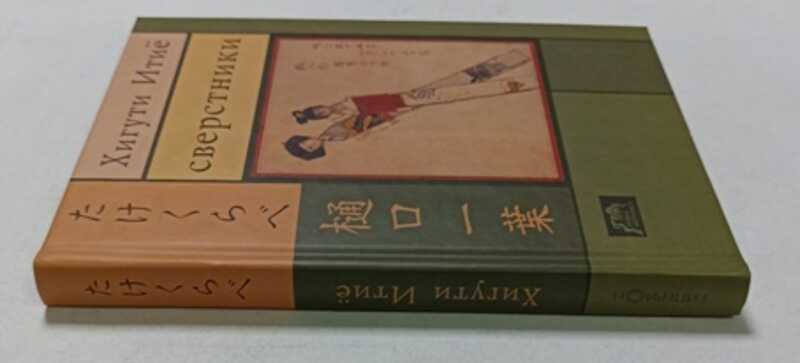 Хигути Итиё
сверстники
たけくらべ
樋口一葉
たけくらべ
Хигути Итиё